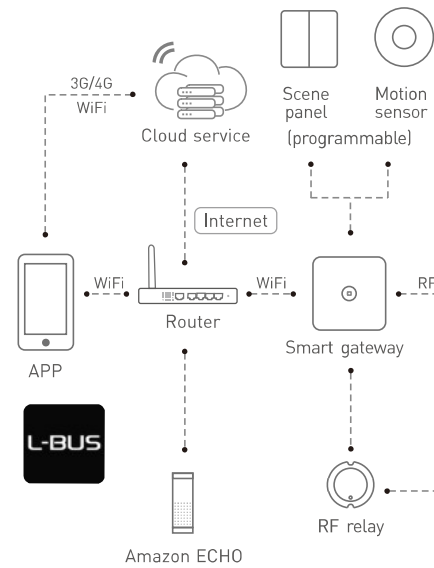 3G/4G
WiFi
Cloud service
Scene
panel
Motion
sensor
(programmable)
Internet
WiFi
WiFi
RF
Router
Smart gateway
APP
L-BUS
RF relay
Amazon ECHO